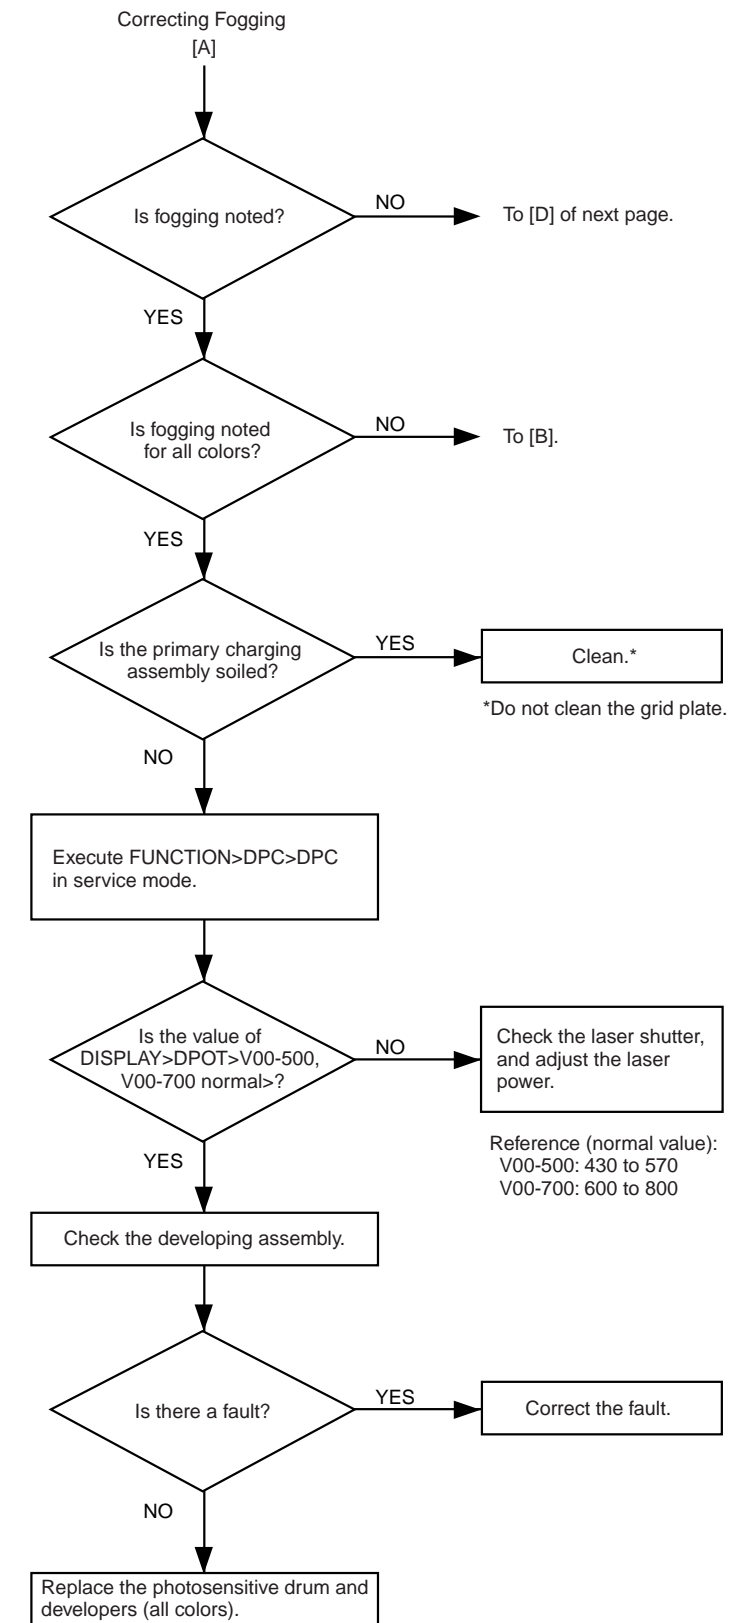 Correcting Fogging
[A]
Is fogging noted?
NO
To [D] of next page.
YES
Is fogging noted
for all colors?
NO
To [B].
YES
Is the primary charging
assembly soiled?
YES
Clean.*
*Do not clean the grid plate.
NO
Execute FUNCTION>DPC>DPC
in service mode.
Is the value of
DISPLAY>DPOT>V00-500,
V00-700 normal>?
NO
Check the laser shutter,
and adjust the laser
power.
Reference (normal value):
V00-500: 430 to 570
V00-700: 600 to 800
YES
Check the developing assembly.
Is there a fault?
YES
Correct the fault.
NO
Replace the photosensitive drum and
developers (all colors).